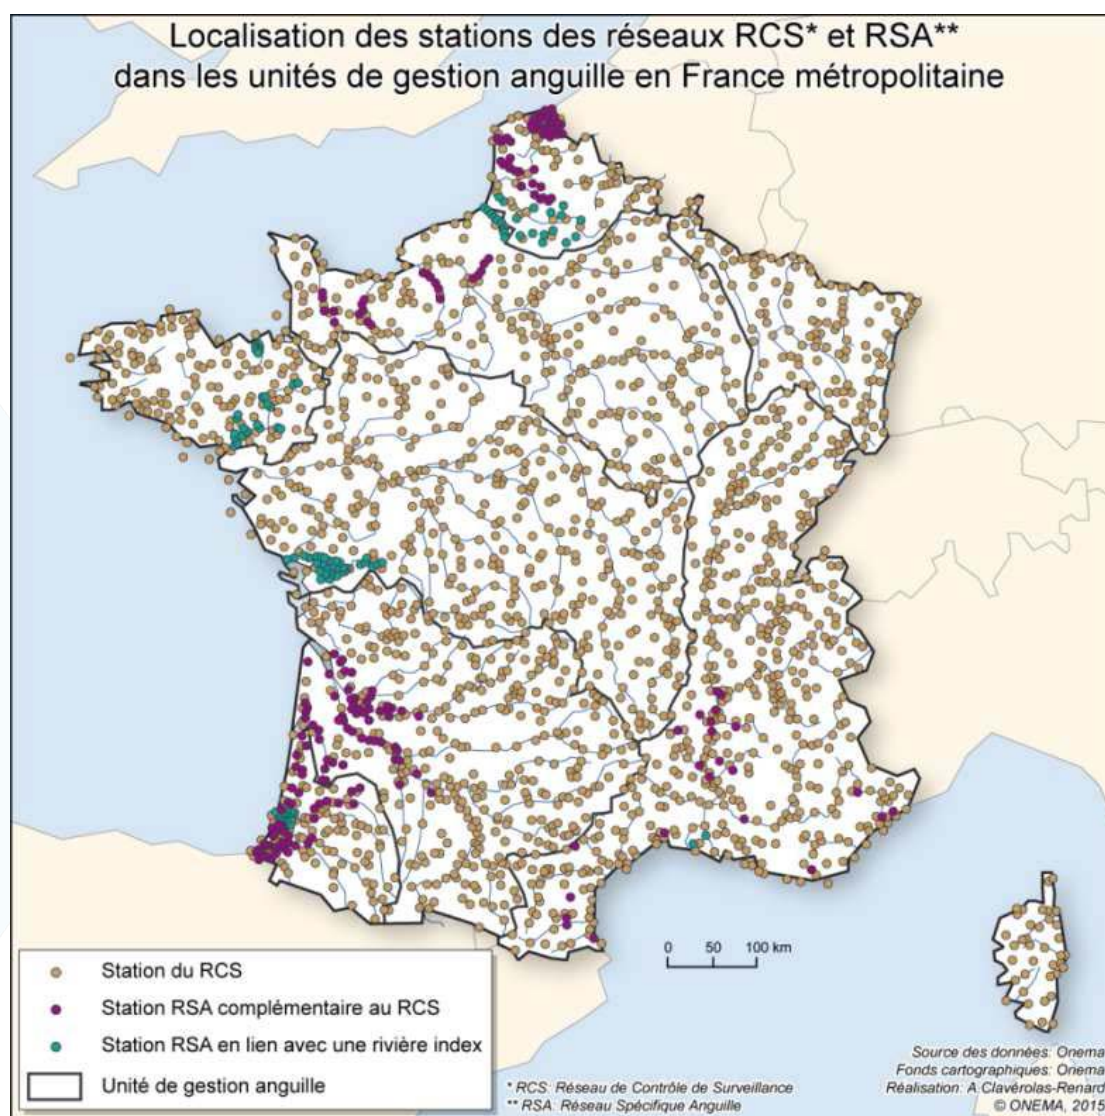 Localisation des stations des réseaux RCS* et RSA**
dans les unités de gestion anguille en France métropolitaine
0 50 100 km
Station du RCS
Station RSA complémentaire au RCS
Station RSA en lien avec une rivière index
Unité de gestion anguille
* RCS: Réseau de Contrôle de Surveillance
** RSA: Réseau Spécifique Anguille
Source des données: Onema
Fonds cartographiques: Onema
Réalisation: A.Clavérolas-Renard
© ONEMA, 2015